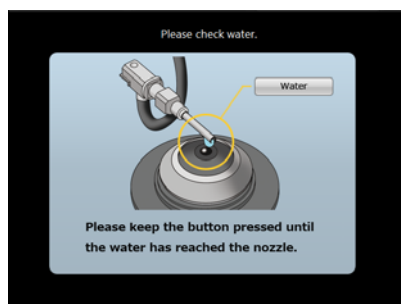 Please check water.
Water
Please keep the button pressed until
the water has reached the nozzle.